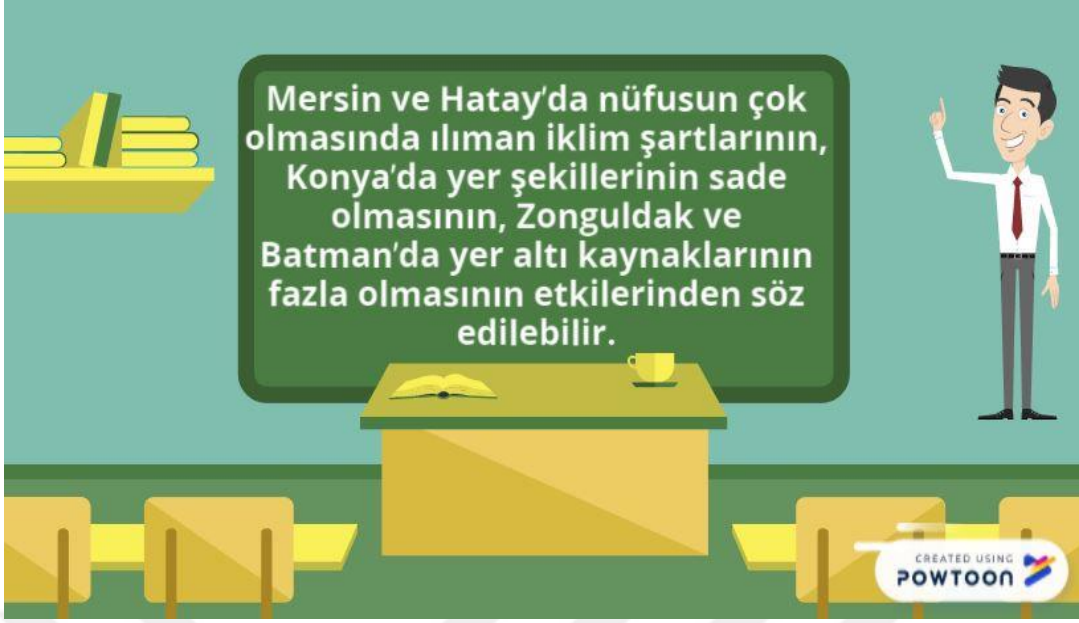 Mersin ve Hatay'da nüfusun çok
olmasında ılıman iklim şartlarının,
Konya'da yer şekillerinin sade
olmasının, Zonguldak ve
Batman'da yer altı kaynaklarının
fazla olmasının etkilerinden söz
edilebilir.
CREATED USING
POWTOON